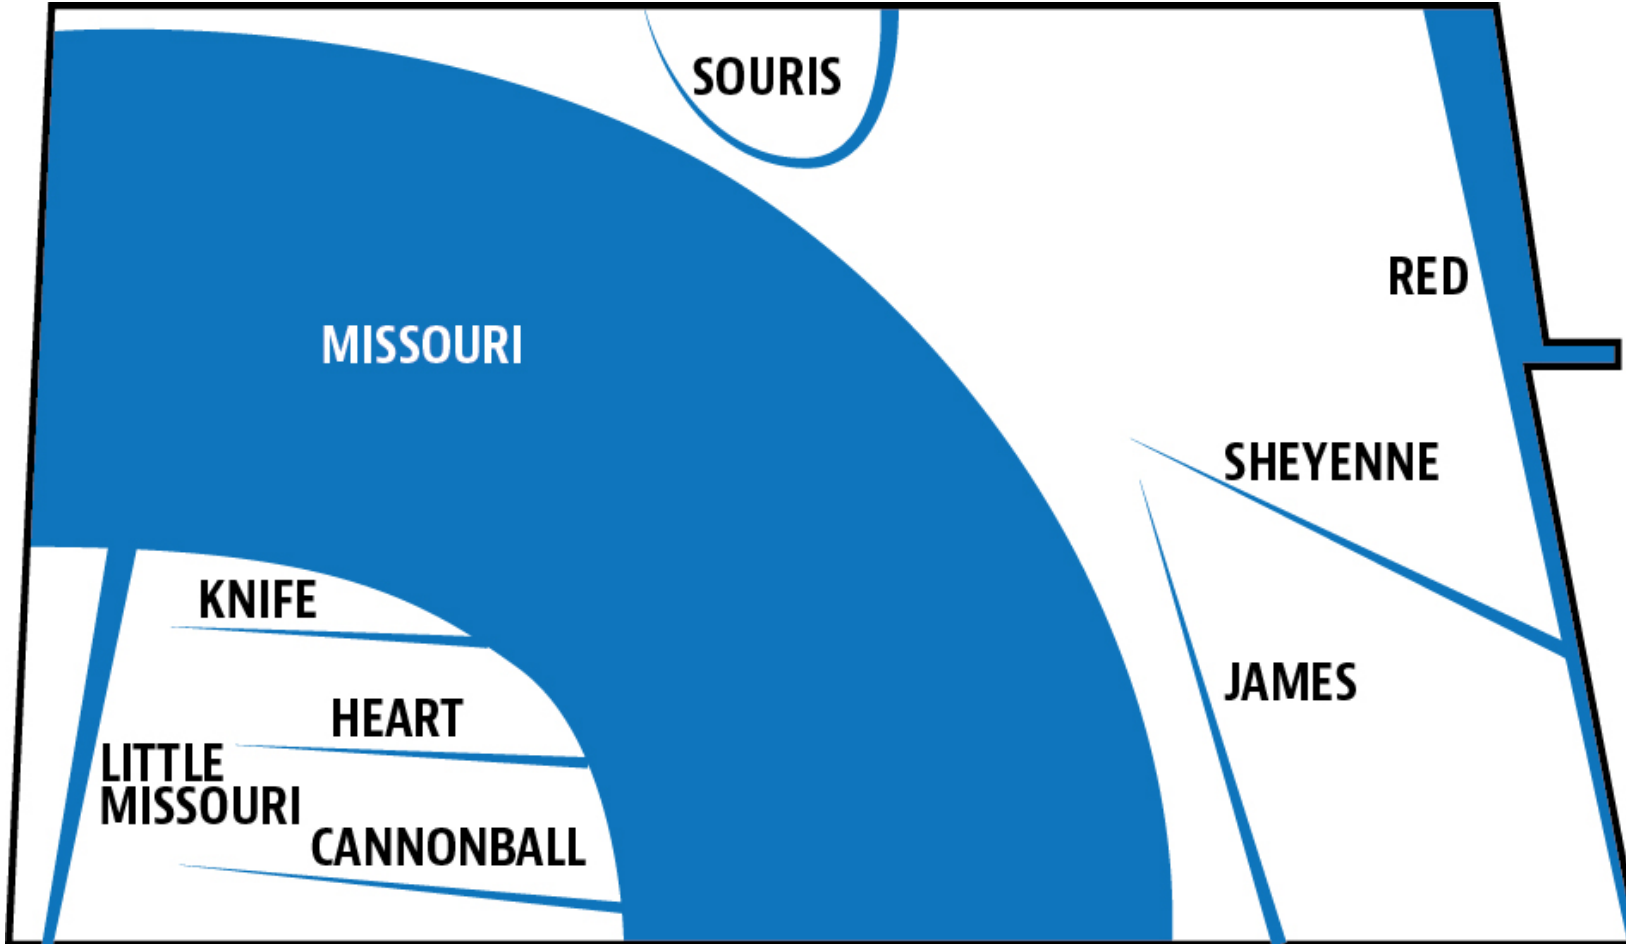 SOURIS
RED
MISSOURI
SHEYENNE
KNIFE
JAMES
HEART
LITTLE
MISSOURI
CANNONBALL